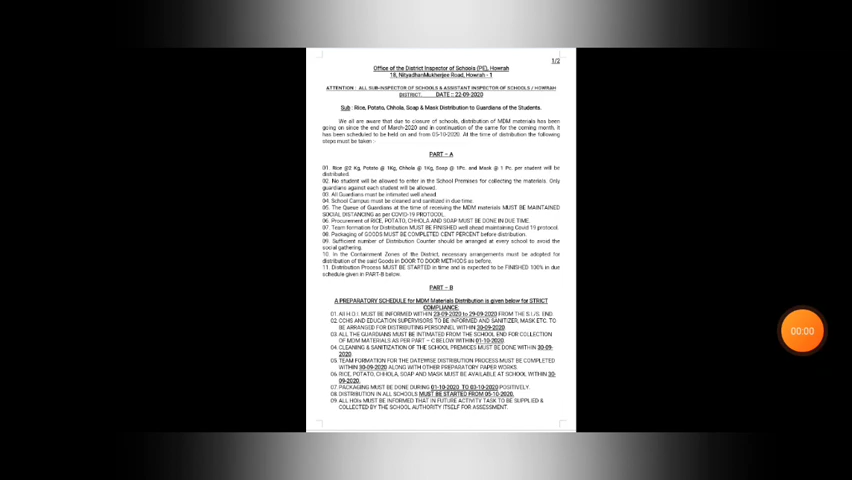 1/2
Office of the District Inspector of Schools (PE), Howrah
18, NityadhanMukherjee Road, Howrah - 1
ATTENTION : ALL SUB-INSPECTOR OF SCHOOLS & ASSISTANT INSPECTOR OF SCHOOLS / HOWRAH
DISTRICT. DATE :: 22-09-2020
Sub : Rice, Potato, Chhola, Soap & Mask Distribution to Guardians of the Students.
We all are aware that due to closure of schools, distribution of MDM materials has been
going on since the end of March-2020 and in continuation of the same for the coming month, it
has been scheduled to be held on and from 05-10-2020. At the time of distribution the following
steps must be taken :-
PART – A
01. Rice @2 Kg, Potato @ 1Kg, Chhola @ 1Kg, Soap @ 1Pc. and Mask @ 1 Pc. per student will be
distributed.
02. No student will be allowed to enter in the School Premises for collecting the materials. Only
guardians against each student will be allowed.
03. All Guardians must be intimated well ahead.
04. School Campus must be cleaned and sanitized in due time.
05. The Queue of Guardians at the time of receiving the MDM materials MUST BE MAINTAINED
SOCIAL DISTANCING as per COVID-19 PROTOCOL.
06. Procurement of RICE, POTATO, CHHOLA AND SOAP MUST BE DONE IN DUE TIME.
07. Team formation for Distribution MUST BE FINISHED well ahead maintaining Covid 19 protocol.
08. Packaging of GOODS MUST BE COMPLETED CENT PERCENT before distribution.
09. Sufficient number of Distribution Counter should be arranged at every school to avoid the
social gathering.
10. In the Containment Zones of the District, necessary arrangements must be adopted for
distribution of the said Goods in DOOR TO DOOR METHODS as before.
11. Distribution Process MUST BE STARTED in time and is expected to be FINISHED 100% in due
schedule given in PART-B below.
PART – B
A PREPARATORY SCHEDULE for MDM Materials Distribution is given below for STRICT
COMPLIANCE:
01. All H.O.I. MUST BE INFORMED WITHIN 23-09-2020 to 29-09-2020 FROM THE S.I./S. END.
02. CCHS AND EDUCATION SUPERVISORS TO BE INFORMED AND SANITIZER, MASK ETC. TO
BE ARRANGED FOR DISTRIBUTING PERSONNEL WITHIN 30-09-2020.
03. ALL THE GUARDIANS MUST BE INTIMATED FROM THE SCHOOL END FOR COLLECTION
OF MDM MATERIALS AS PER PART – C BELOW WITHIN 01-10-2020.
04. CLEANING & SANITIZATION OF THE SCHOOL PREMICES MUST BE DONE WITHIN 30-09-
2020.
05. TEAM FORMATION FOR THE DATEWISE DISTRIBUTION PROCESS MUST BE COMPLETED
WITHIN 30-09-2020 ALONG WITH OTHER PREPARATORY PAPER WORKS.
06. RICE, POTATO, CHHOLA, SOAP AND MASK MUST BE AVAILABLE AT SCHOOL WITHIN 30-
09-2020.
07. PACKAGING MUST BE DONE DURING 01-10-2020 TO 03-10-2020 POSITIVELY.
08. DISTRIBUTION IN ALL SCHOOLS MUST BE STARTED FROM 05-10-2020.
09. ALL HOIs MUST BE INFORMED THAT IN FUTURE ACTIVITY TASK TO BE SUPPLIED &
COLLECTED BY THE SCHOOL AUTHORITY ITSELF FOR ASSESSMENT.
00:00